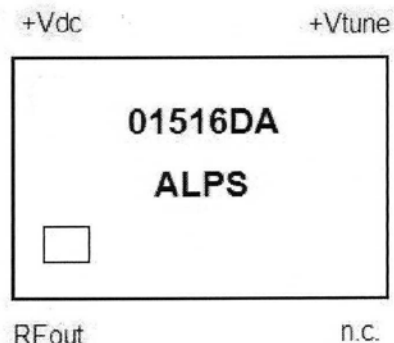 +Vdc +Vtune
01516DA
ALPS
RFout n.c.